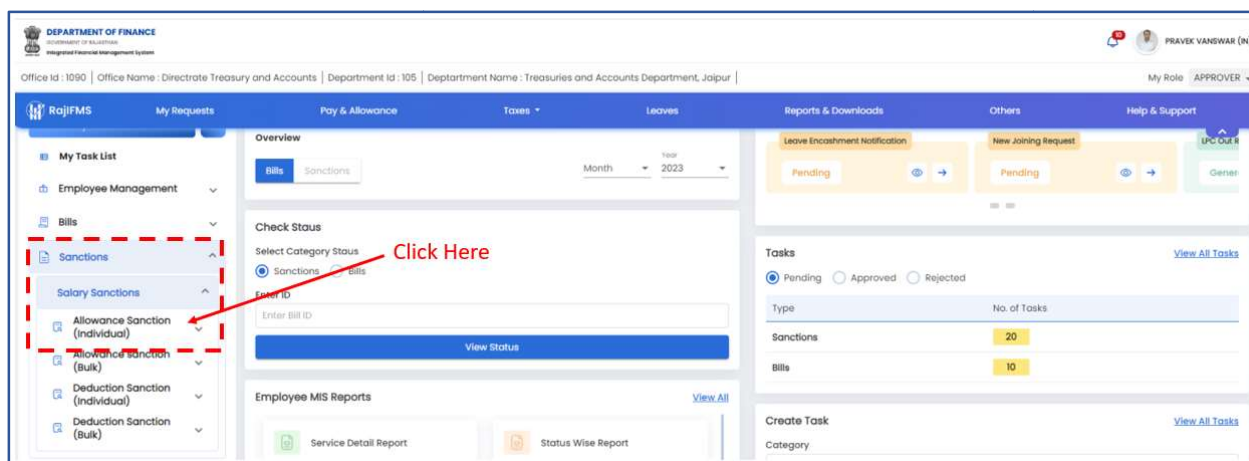 DEPARTMENT OF FINANCE
GOVERNMENT OF RAJASTHAN
Integrated Financial Management System
10
PRAVEK VANSWAR (IN
Office Id : 1090 | Office Name : Directrate Treasury and Accounts | Department Id : 105 | Deptartment Name : Treasuries and Accounts Department, Jaipur |
My Role APPROVER
RajIFMS My Requests Pay & Allowance Taxes Leaves Reports & Downloads Others Help & Support
My Task List
Employee Management
Bills
Sanctions
Salary Sanctions
Allowance Sanction
(Individual)
Allowance sanction
(Bulk)
Deduction Sanction
(Individual)
Deduction Sanction
(Bulk)
Overview
Bills Sanctions
Month
Year
2023
Check Staus
Select Category Staus
Sanctions Bills
Click Here
Enter ID
Enter Bill ID
View Status
Employee MIS Reports View All
Service Detail Report Status Wise Report
Leave Encashment Notification New Joining Request LPC Out R
Pending Pending Gener
Tasks View All Tasks
Pending Approved Rejected
Type No. of Tasks
Sanctions 20
Bills 10
Create Task View All Tasks
Category